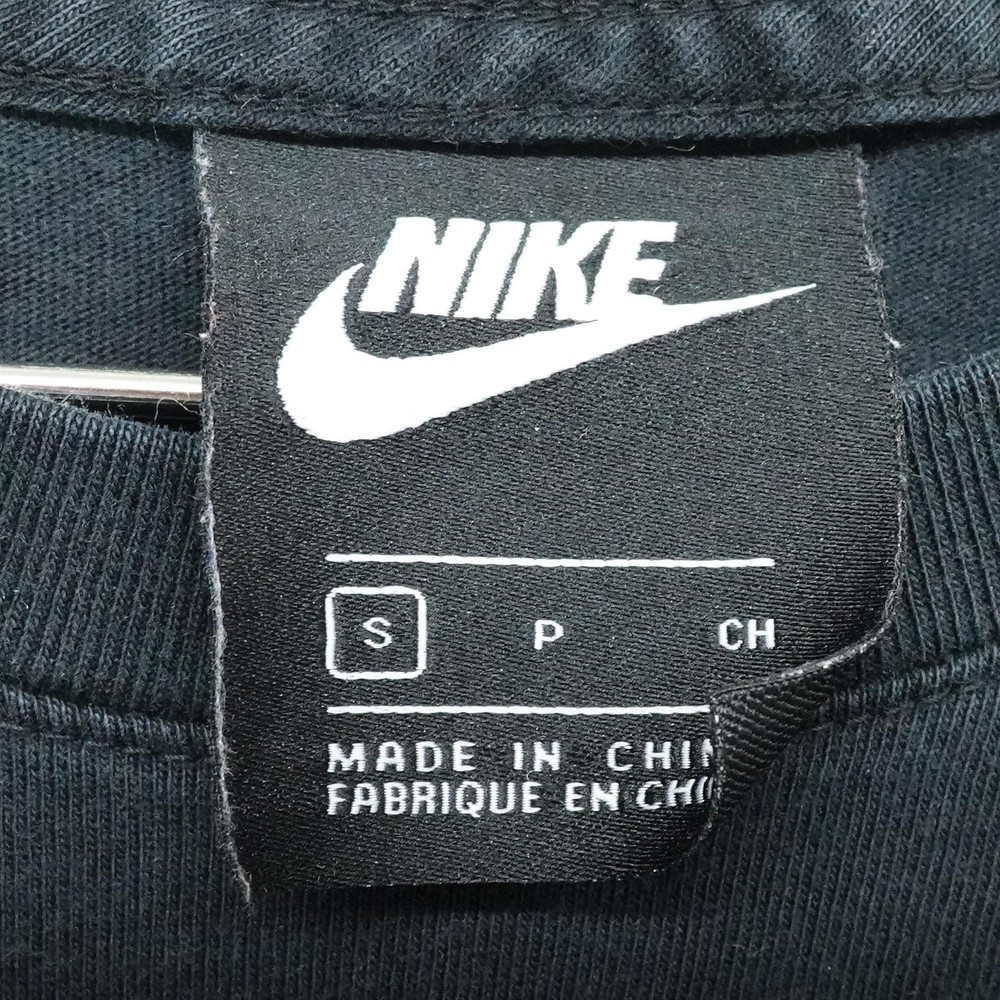 NIKE
S P CH
MADE IN CHIN
FABRIQUE EN CHI